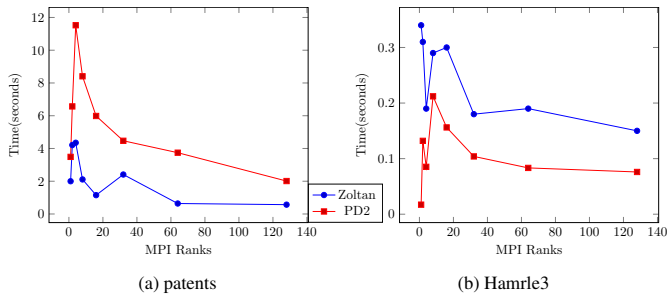 Time(seconds)
12
10
8
6
4
2
0
0 20 40 60 80 100 120 140
MPI Ranks
Zoltan
PD2
(a) patents
Time(seconds)
0.3
0.2
0.1
0
0 20 40 60 80 100 120 140
MPI Ranks
(b) Hamrle3